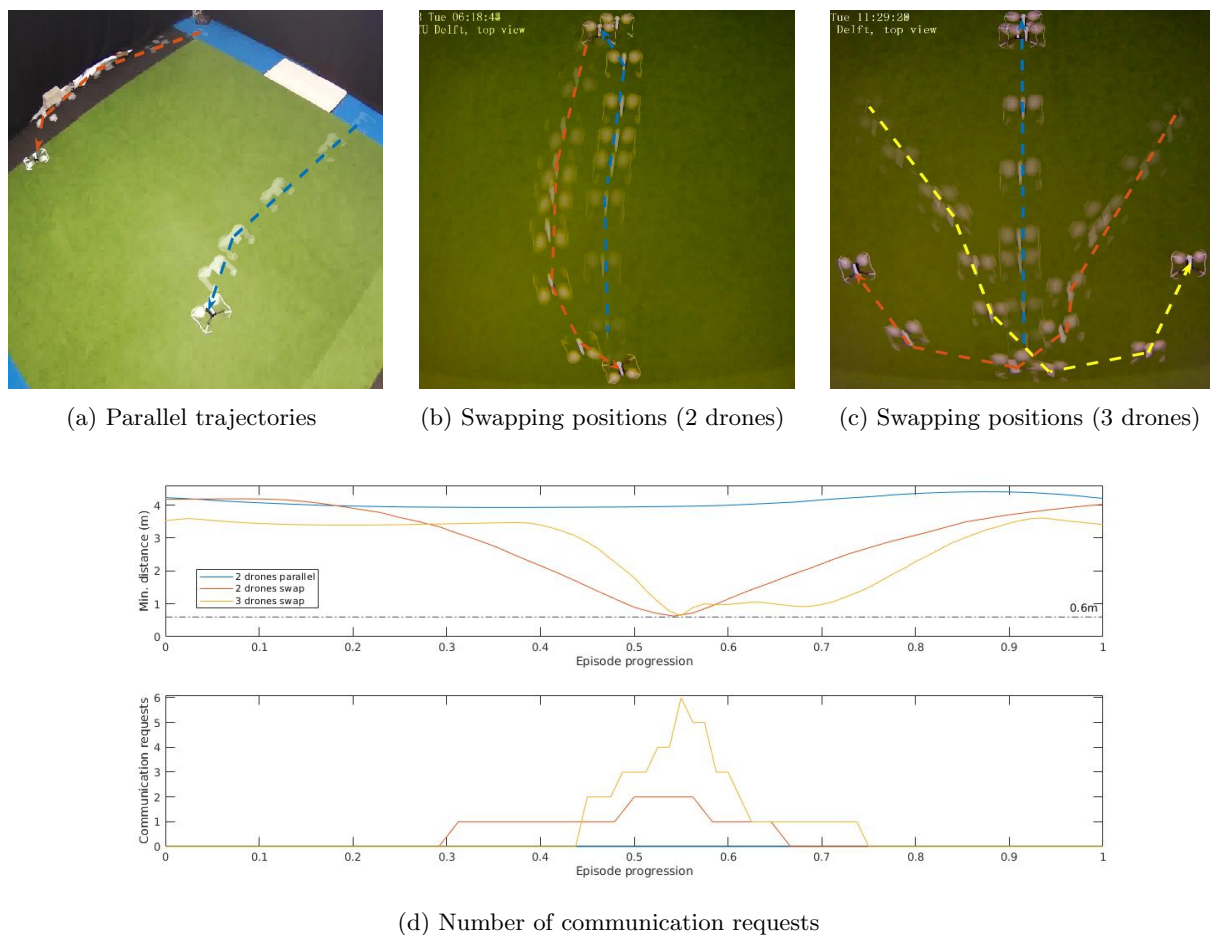 3 Tue 06:18:4
TU Delft, top view
Tue 11:29:2
Delft, top view
(a) Parallel trajectories
(b) Swapping positions (2 drones)
(c) Swapping positions (3 drones)
Min. distance (m)
4
3
2
1
0
2 drones parallel
2 drones swap
3 drones swap
0.6m
0 0.1 0.2 0.3 0.4 0.5 0.6 0.7 0.8 0.9 1
Episode progression
Communication requests
6
5
4
3
2
1
0
0 0.1 0.2 0.3 0.4 0.5 0.6 0.7 0.8 0.9 1
Episode progression
(d) Number of communication requests